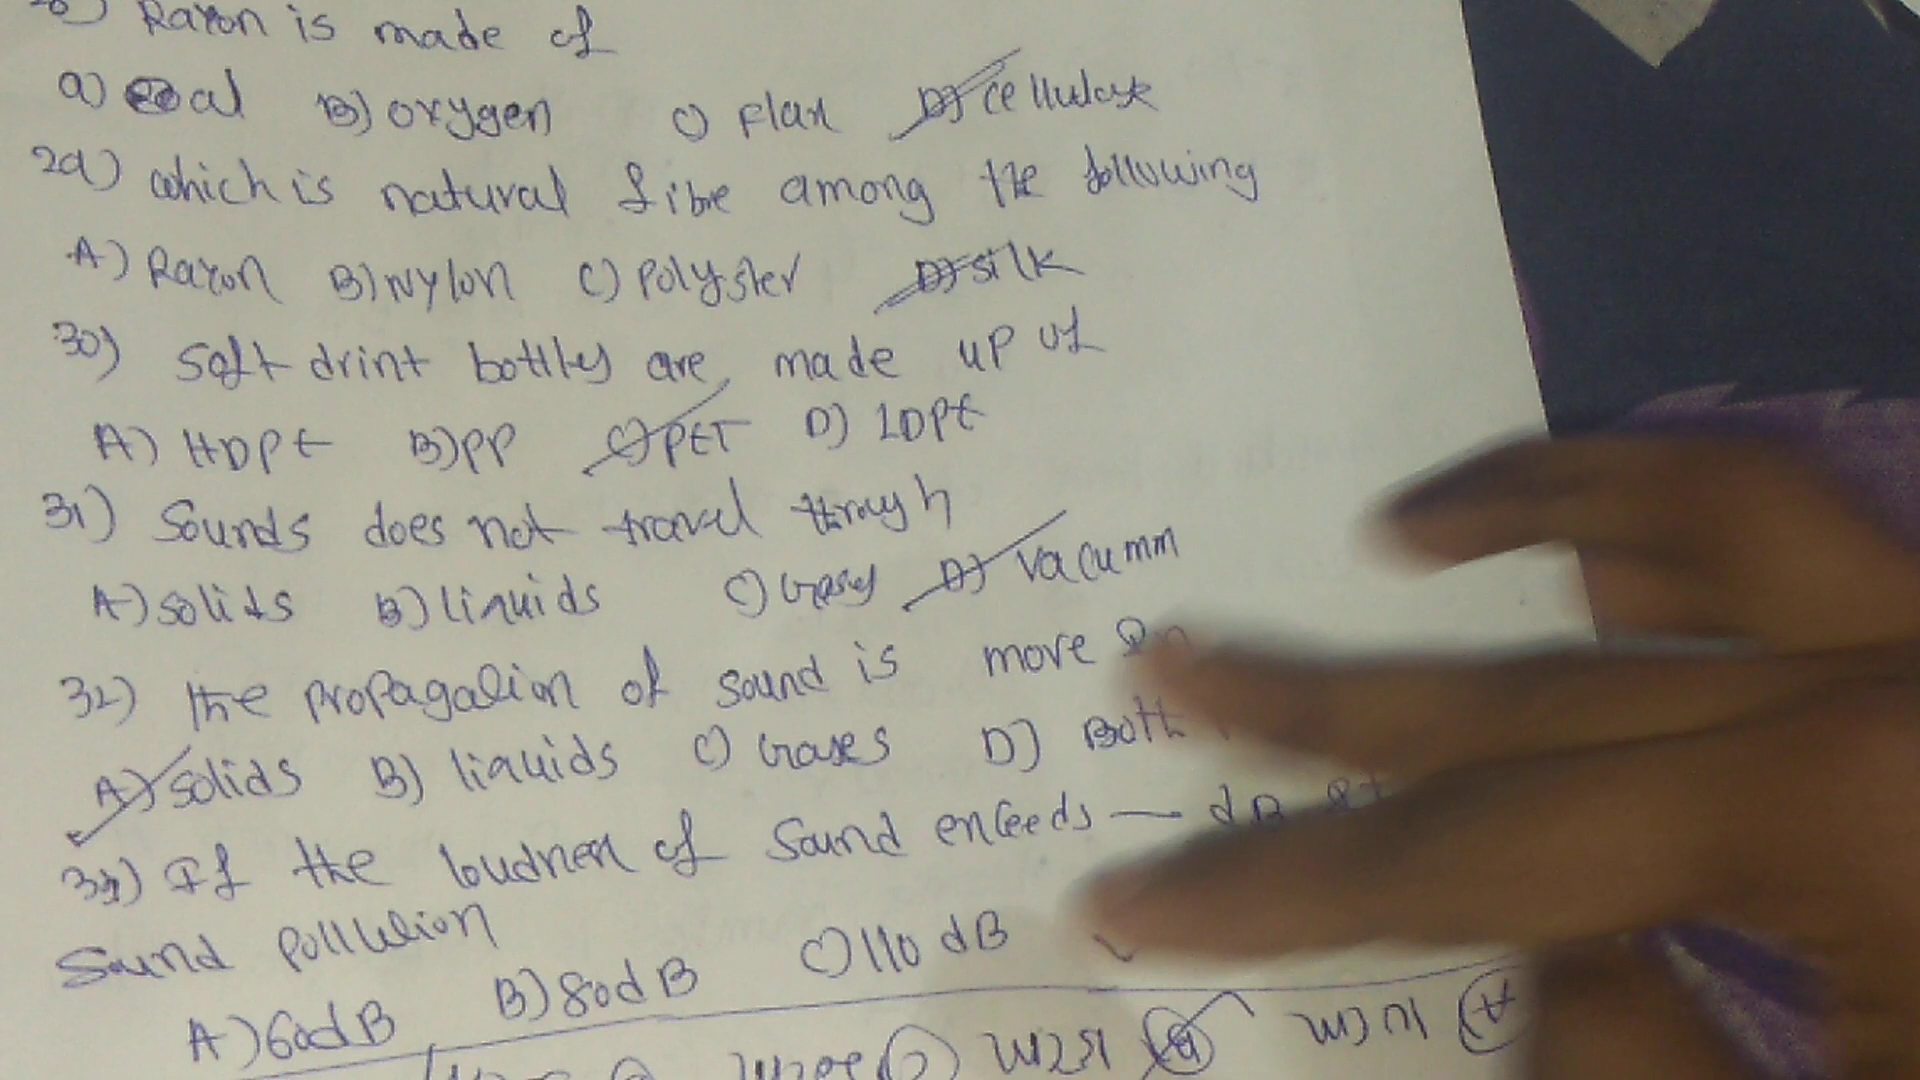 Rayon is made of
a) coal B) oxygen C) Flax D) cellulose
29) which is natural fibre among the following
A) Rayon B) Nylon C) Polyster D) silk
30) Soft drint bottles are made up of
A) HDPE B) PP C) PET D) LDPE
31) Sounds does not travel through
A) solids B) liquids C) Gases D) vacumm
32) the propagation of sound is more in
A) solids B) liquids C) Gases D) Both
33) If the loudness of sound exceeds — dB it
Sound pollution
A) 60dB B) 80dB C) 110 dB